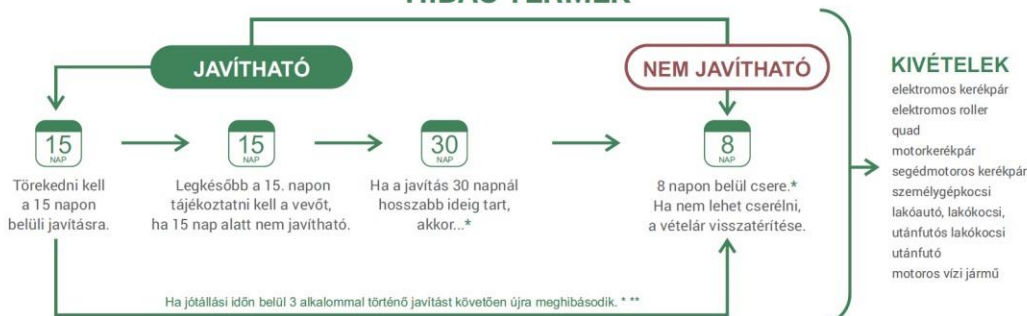 HIBÁS TERMÉK
JAVÍTHATÓ
NEM JAVÍTHATÓ
15
NAP
Törekedni kell
a 15 napon
belüli javításra.
15
NAP
Legkésőbb a 15. napon
tájékoztatni kell a vevőt,
ha 15 nap alatt nem javítható.
30
NAP
Ha a javítás 30 napnál
hosszabb ideig tart,
akkor...*
8
NAP
8 napon belül csere.*
Ha nem lehet cserélni,
a vételár visszatérítése.
Ha jótállási időn belül 3 alkalommal történő javítást követően újra meghibásodik. * **
KIVÉTELEK
elektromos kerékpár
elektromos roller
quad
motorkerékpár
segédmotoros kerékpár
személygépkocsi
lakóautó, lakókocsi,
utánfutós lakókocsi
utánfutó
motoros vízi jármű